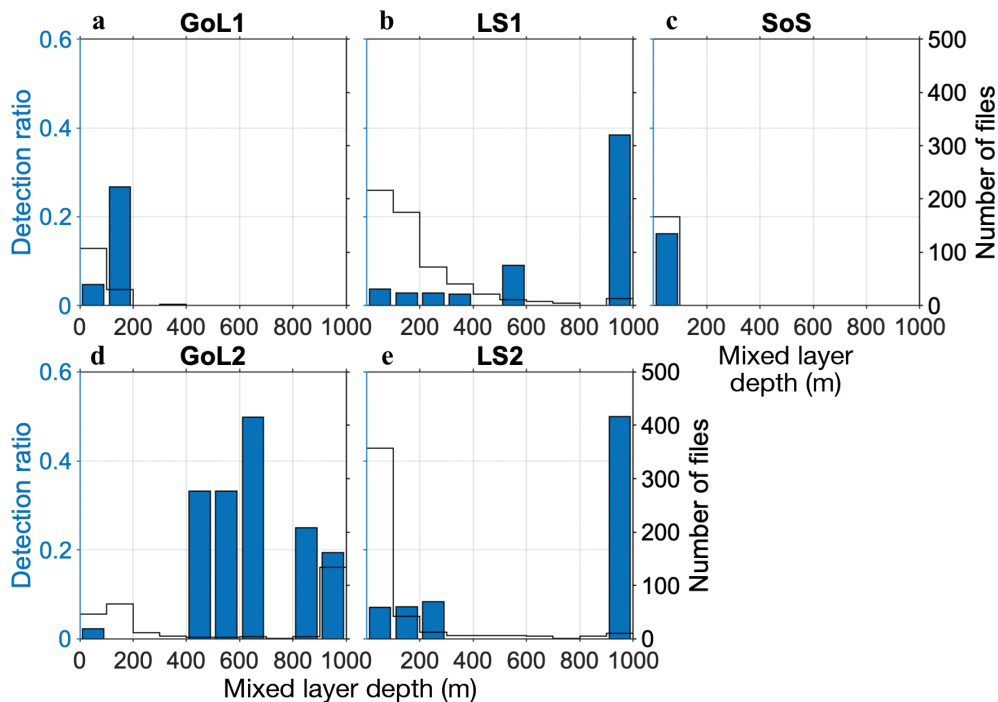 a GoL1 b LS1 c SoS
0.6 500
0.4 400
300
0.2 200
100
0 0
0 200 400 600 800 1000 200 400 600 800 1000 200 400 600 800 1000
Detection ratio
Number of files
Mixed layer
depth (m)
d GoL2 e LS2
0.6 500
0.4 400
300
0.2 200
100
0 0
0 200 400 600 800 1000 200 400 600 800 1000
Detection ratio
Number of files
Mixed layer depth (m)